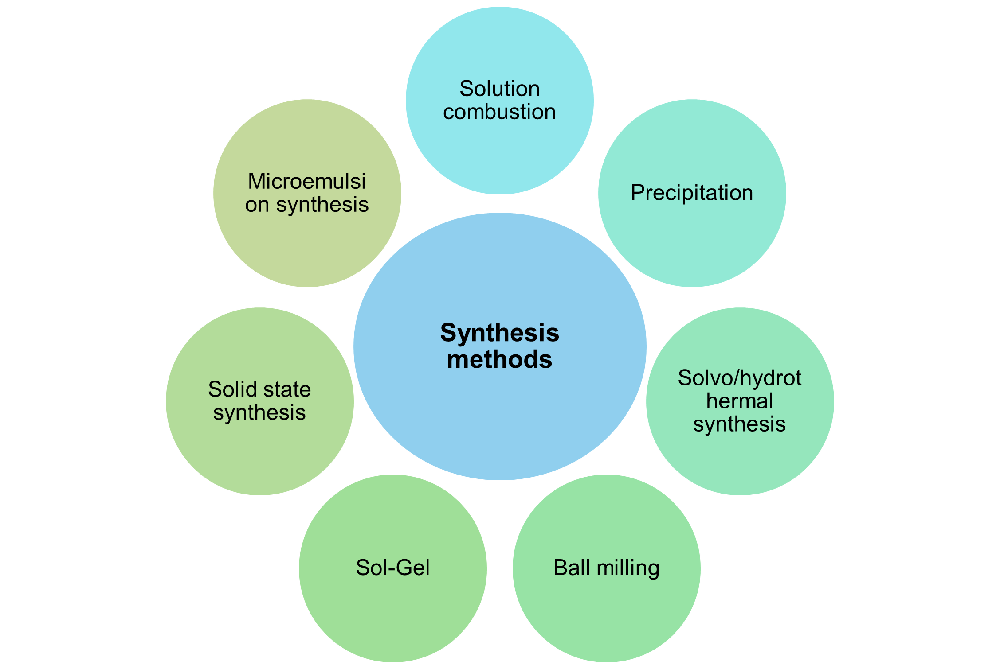 Solution
combustion
Precipitation
Solvo/hydrot
hermal
synthesis
Ball milling
Sol-Gel
Solid state
synthesis
Microemulsi
on synthesis
Synthesis
methods